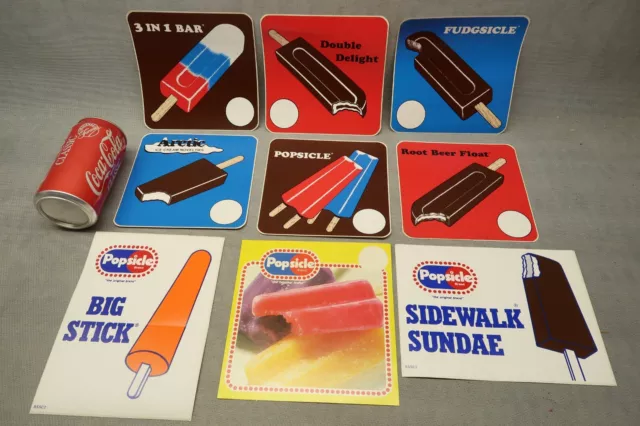 3 IN 1 BAR®
Double
Delight
FUDGSICLE®
CLASSIC
Coca-Cola
Arctic
POPSICLE®
Root Beer Float
Popsicle
BIG
STICK®
Popsicle
Popsicle
SIDEWALK
SUNDAE